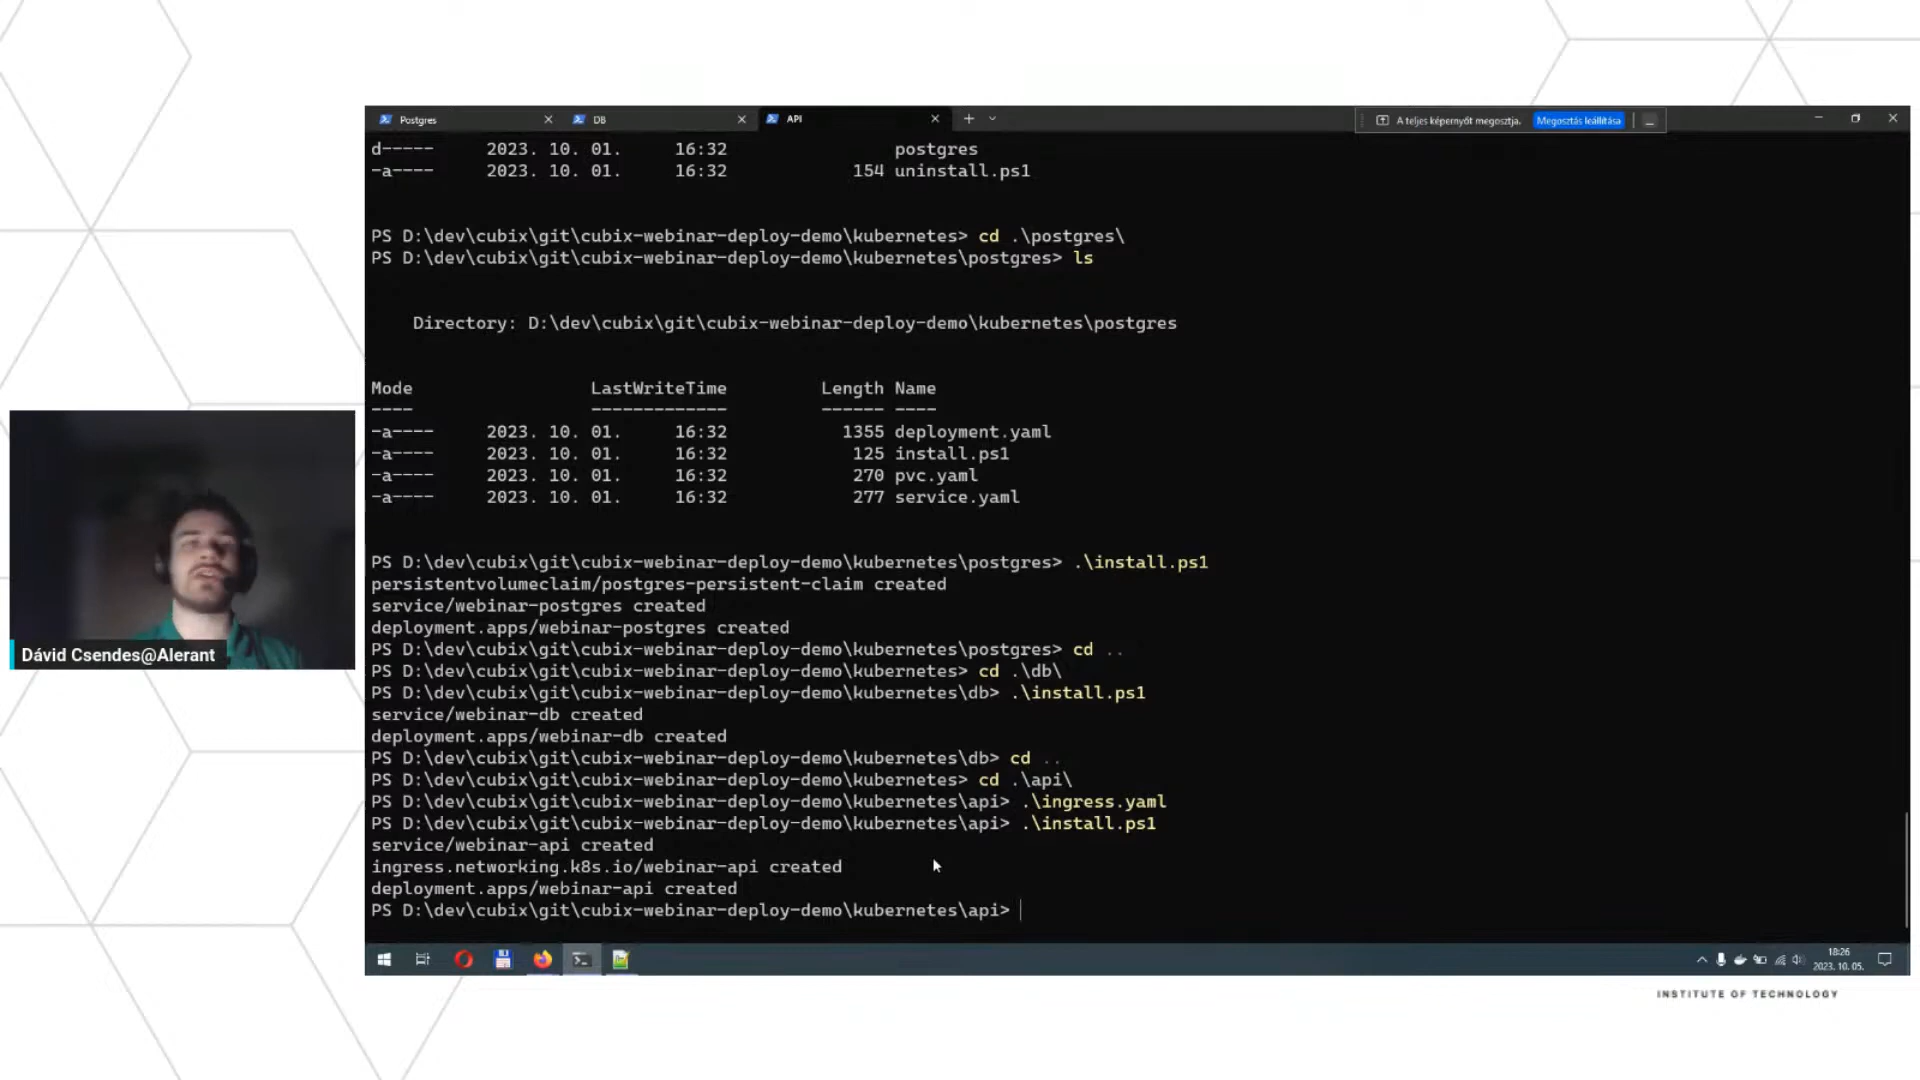 Postgres
DB
API
A teljes képernyőt megosztja.
Megosztás leállítása
d----- 2023. 10. 01. 16:32 postgres
-a---- 2023. 10. 01. 16:32 154 uninstall.ps1
PS D:\dev\cubix\git\cubix-webinar-deploy-demo\kubernetes> cd .\postgres\
PS D:\dev\cubix\git\cubix-webinar-deploy-demo\kubernetes\postgres> ls
Directory: D:\dev\cubix\git\cubix-webinar-deploy-demo\kubernetes\postgres
Mode LastWriteTime Length Name
---- ------------- ------ ----
-a---- 2023. 10. 01. 16:32 1355 deployment.yaml
-a---- 2023. 10. 01. 16:32 125 install.ps1
-a---- 2023. 10. 01. 16:32 270 pvc.yaml
-a---- 2023. 10. 01. 16:32 277 service.yaml
PS D:\dev\cubix\git\cubix-webinar-deploy-demo\kubernetes\postgres> .\install.ps1
persistentvolumeclaim/postgres-persistent-claim created
service/webinar-postgres created
deployment.apps/webinar-postgres created
PS D:\dev\cubix\git\cubix-webinar-deploy-demo\kubernetes\postgres> cd ..
PS D:\dev\cubix\git\cubix-webinar-deploy-demo\kubernetes> cd .\db\
PS D:\dev\cubix\git\cubix-webinar-deploy-demo\kubernetes\db> .\install.ps1
service/webinar-db created
deployment.apps/webinar-db created
PS D:\dev\cubix\git\cubix-webinar-deploy-demo\kubernetes\db> cd ..
PS D:\dev\cubix\git\cubix-webinar-deploy-demo\kubernetes> cd .\api\
PS D:\dev\cubix\git\cubix-webinar-deploy-demo\kubernetes\api> .\ingress.yaml
PS D:\dev\cubix\git\cubix-webinar-deploy-demo\kubernetes\api> .\install.ps1
service/webinar-api created
ingress.networking.k8s.io/webinar-api created
deployment.apps/webinar-api created
PS D:\dev\cubix\git\cubix-webinar-deploy-demo\kubernetes\api>
Dávid Csendes@Alerant
18:26
2023. 10. 05.
INSTITUTE OF TECHNOLOGY